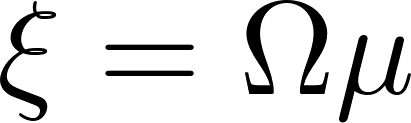 ξ = Ωμ